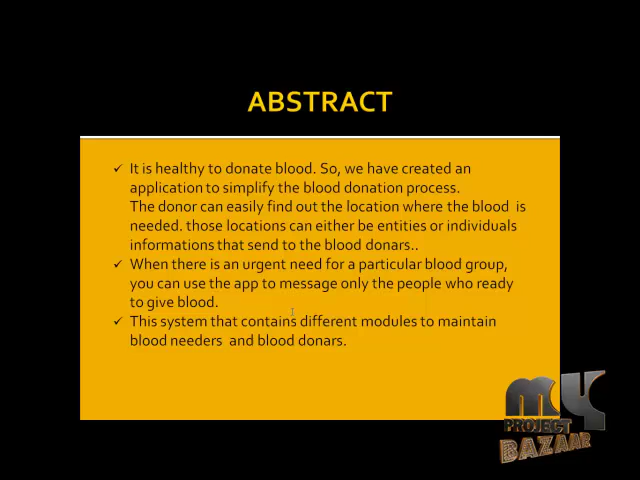 ABSTRACT
✓ It is healthy to donate blood. So, we have created an
application to simplify the blood donation process.
The donor can easily find out the location where the blood is
needed. those locations can either be entities or individuals
informations that send to the blood donars..
✓ When there is an urgent need for a particular blood group,
you can use the app to message only the people who ready
to give blood.
✓ This system that contains different modules to maintain
blood needers and blood donars.
MY
PROJECT
BAZAAR